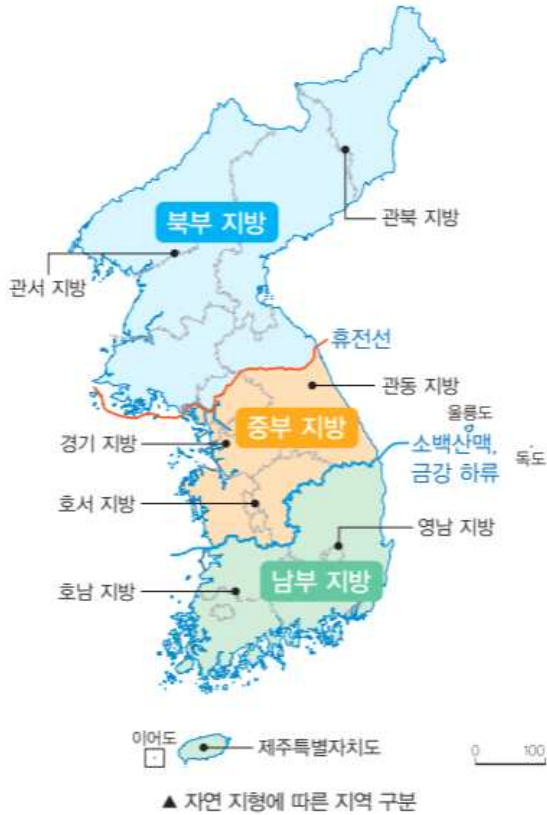 북부 지방
관북 지방
관서 지방
휴전선
관동 지방
울릉도
경기 지방
중부 지방
소백산맥,
금강 하류
독도
호서 지방
영남 지방
호남 지방
남부 지방
이어도
제주특별자치도
0 100
▲ 자연 지형에 따른 지역 구분